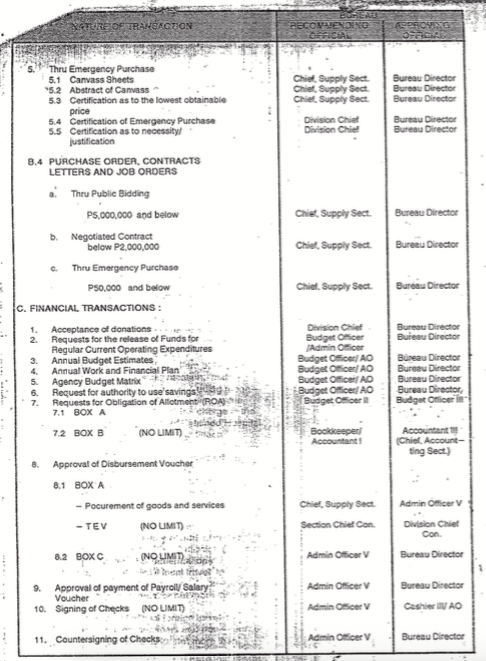 BUREAU
NATURE OF TRANSACTION RECOMMENDING APPROVING
OFFICIAL OFFICIAL
5. Thru Emergency Purchase
5.1 Canvass Sheets Chief, Supply Sect. Bureau Director
5.2 Abstract of Canvass Chief, Supply Sect. Bureau Director
5.3 Certification as to the lowest obtainable Chief, Supply Sect. Bureau Director
price
5.4 Certification of Emergency Purchase Division Chief Bureau Director
5.5 Certification as to necessity/ Division Chief Bureau Director
justification
B.4 PURCHASE ORDER, CONTRACTS
LETTERS AND JOB ORDERS
a. Thru Public Bidding
P5,000,000 and below Chief, Supply Sect. Bureau Director
b. Negotiated Contract
below P2,000,000 Chief, Supply Sect. Bureau Director
c. Thru Emergency Purchase
P50,000 and below Chief, Supply Sect. Bureau Director
C. FINANCIAL TRANSACTIONS :
1. Acceptance of donations Division Chief Bureau Director
2. Requests for the release of Funds for Budget Officer Bureau Director
Regular Current Operating Expenditures /Admin Officer
3. Annual Budget Estimates Budget Officer/ AO Bureau Director
4. Annual Work and Financial Plan Budget Officer/ AO Bureau Director
5. Agency Budget Matrix Budget Officer/ AO Bureau Director
6. Request for authority to use savings Budget Officer/ AO Bureau Director
7. Requests for Obligation of Allotment (ROA) Budget Officer II Budget Officer III
7.1 BOX A
7.2 BOX B (NO LIMIT) Bookkeeper/ Accountant III
Accountant I (Chief, Account-
ting Sect.)
8. Approval of Disbursement Voucher
8.1 BOX A
- Pocurement of goods and services Chief, Supply Sect. Admin Officer V
- TEV (NO LIMIT) Section Chief Con. Division Chief
Con.
8.2 BOX C (NO LIMIT) Admin Officer V Bureau Director
9. Approval of payment of Payroll/ Salary Admin Officer V Bureau Director
Voucher
10. Signing of Checks (NO LIMIT) Admin Officer V Cashier III/ AO
11. Countersigning of Checks Admin Officer V Bureau Director